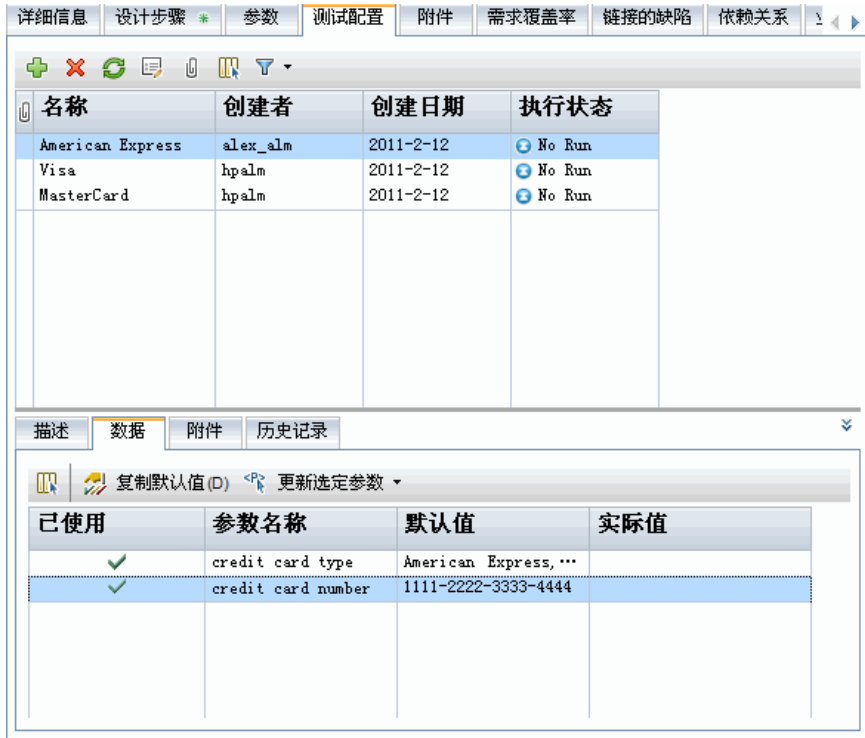 详细信息 设计步骤 * 参数 测试配置 附件 需求覆盖率 链接的缺陷 依赖关系
名称 创建者 创建日期 执行状态
American Express alex_alm 2011-2-12 No Run
Visa hpalm 2011-2-12 No Run
MasterCard hpalm 2011-2-12 No Run
描述 数据 附件 历史记录
复制默认值(D) <P> 更新选定参数
已使用 参数名称 默认值 实际值
credit card type American Express,...
credit card number 1111-2222-3333-4444